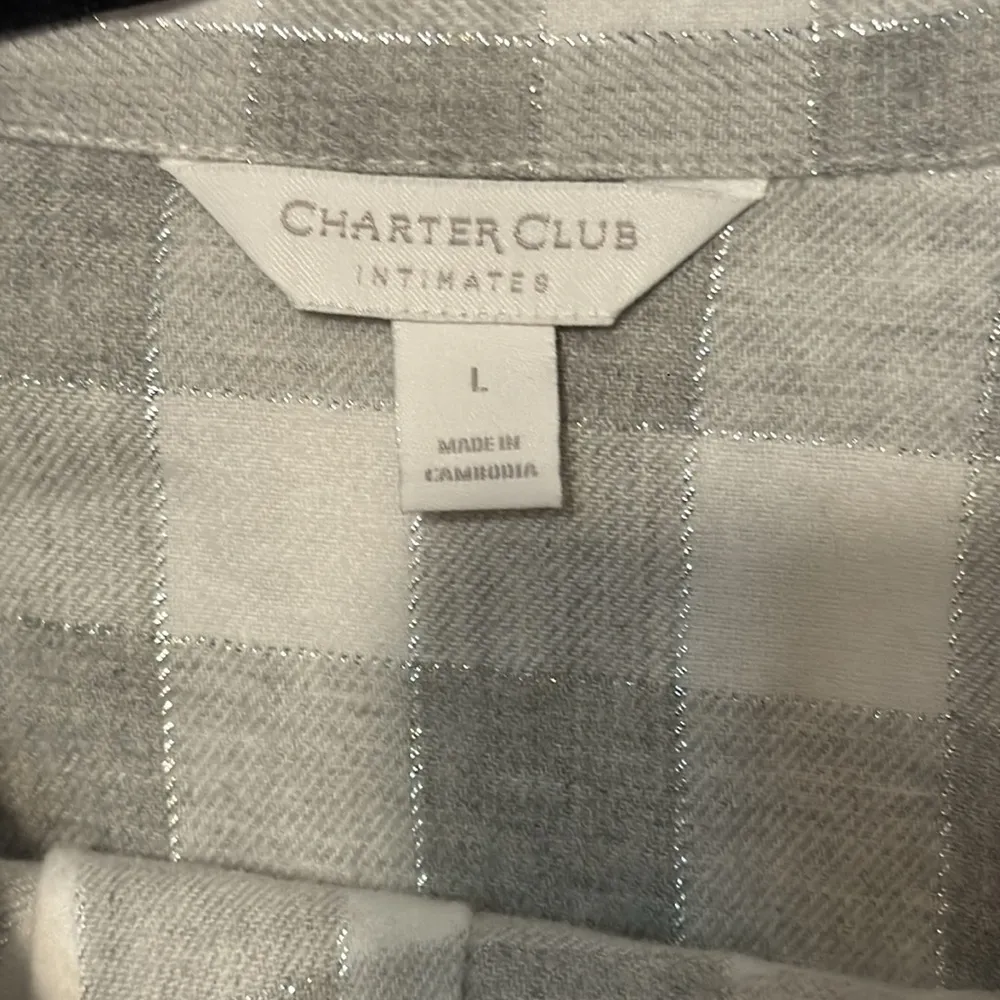 CHARTER CLUB
INTIMATES
L
MADE IN
CAMBODIA